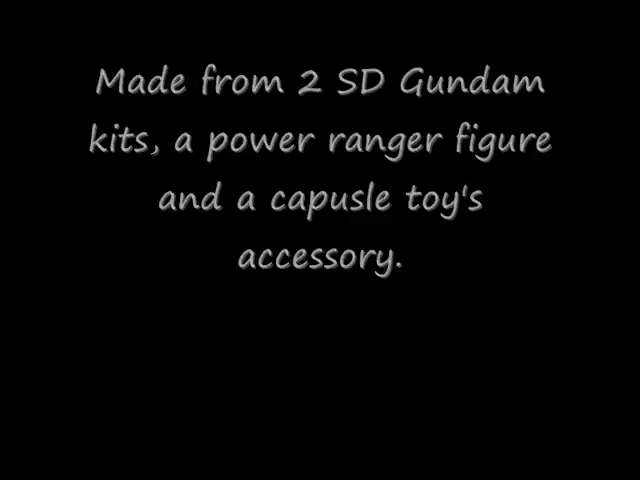 Made from 2 SD Gundam
kits, a power ranger figure
and a capusle toy's
accessory.